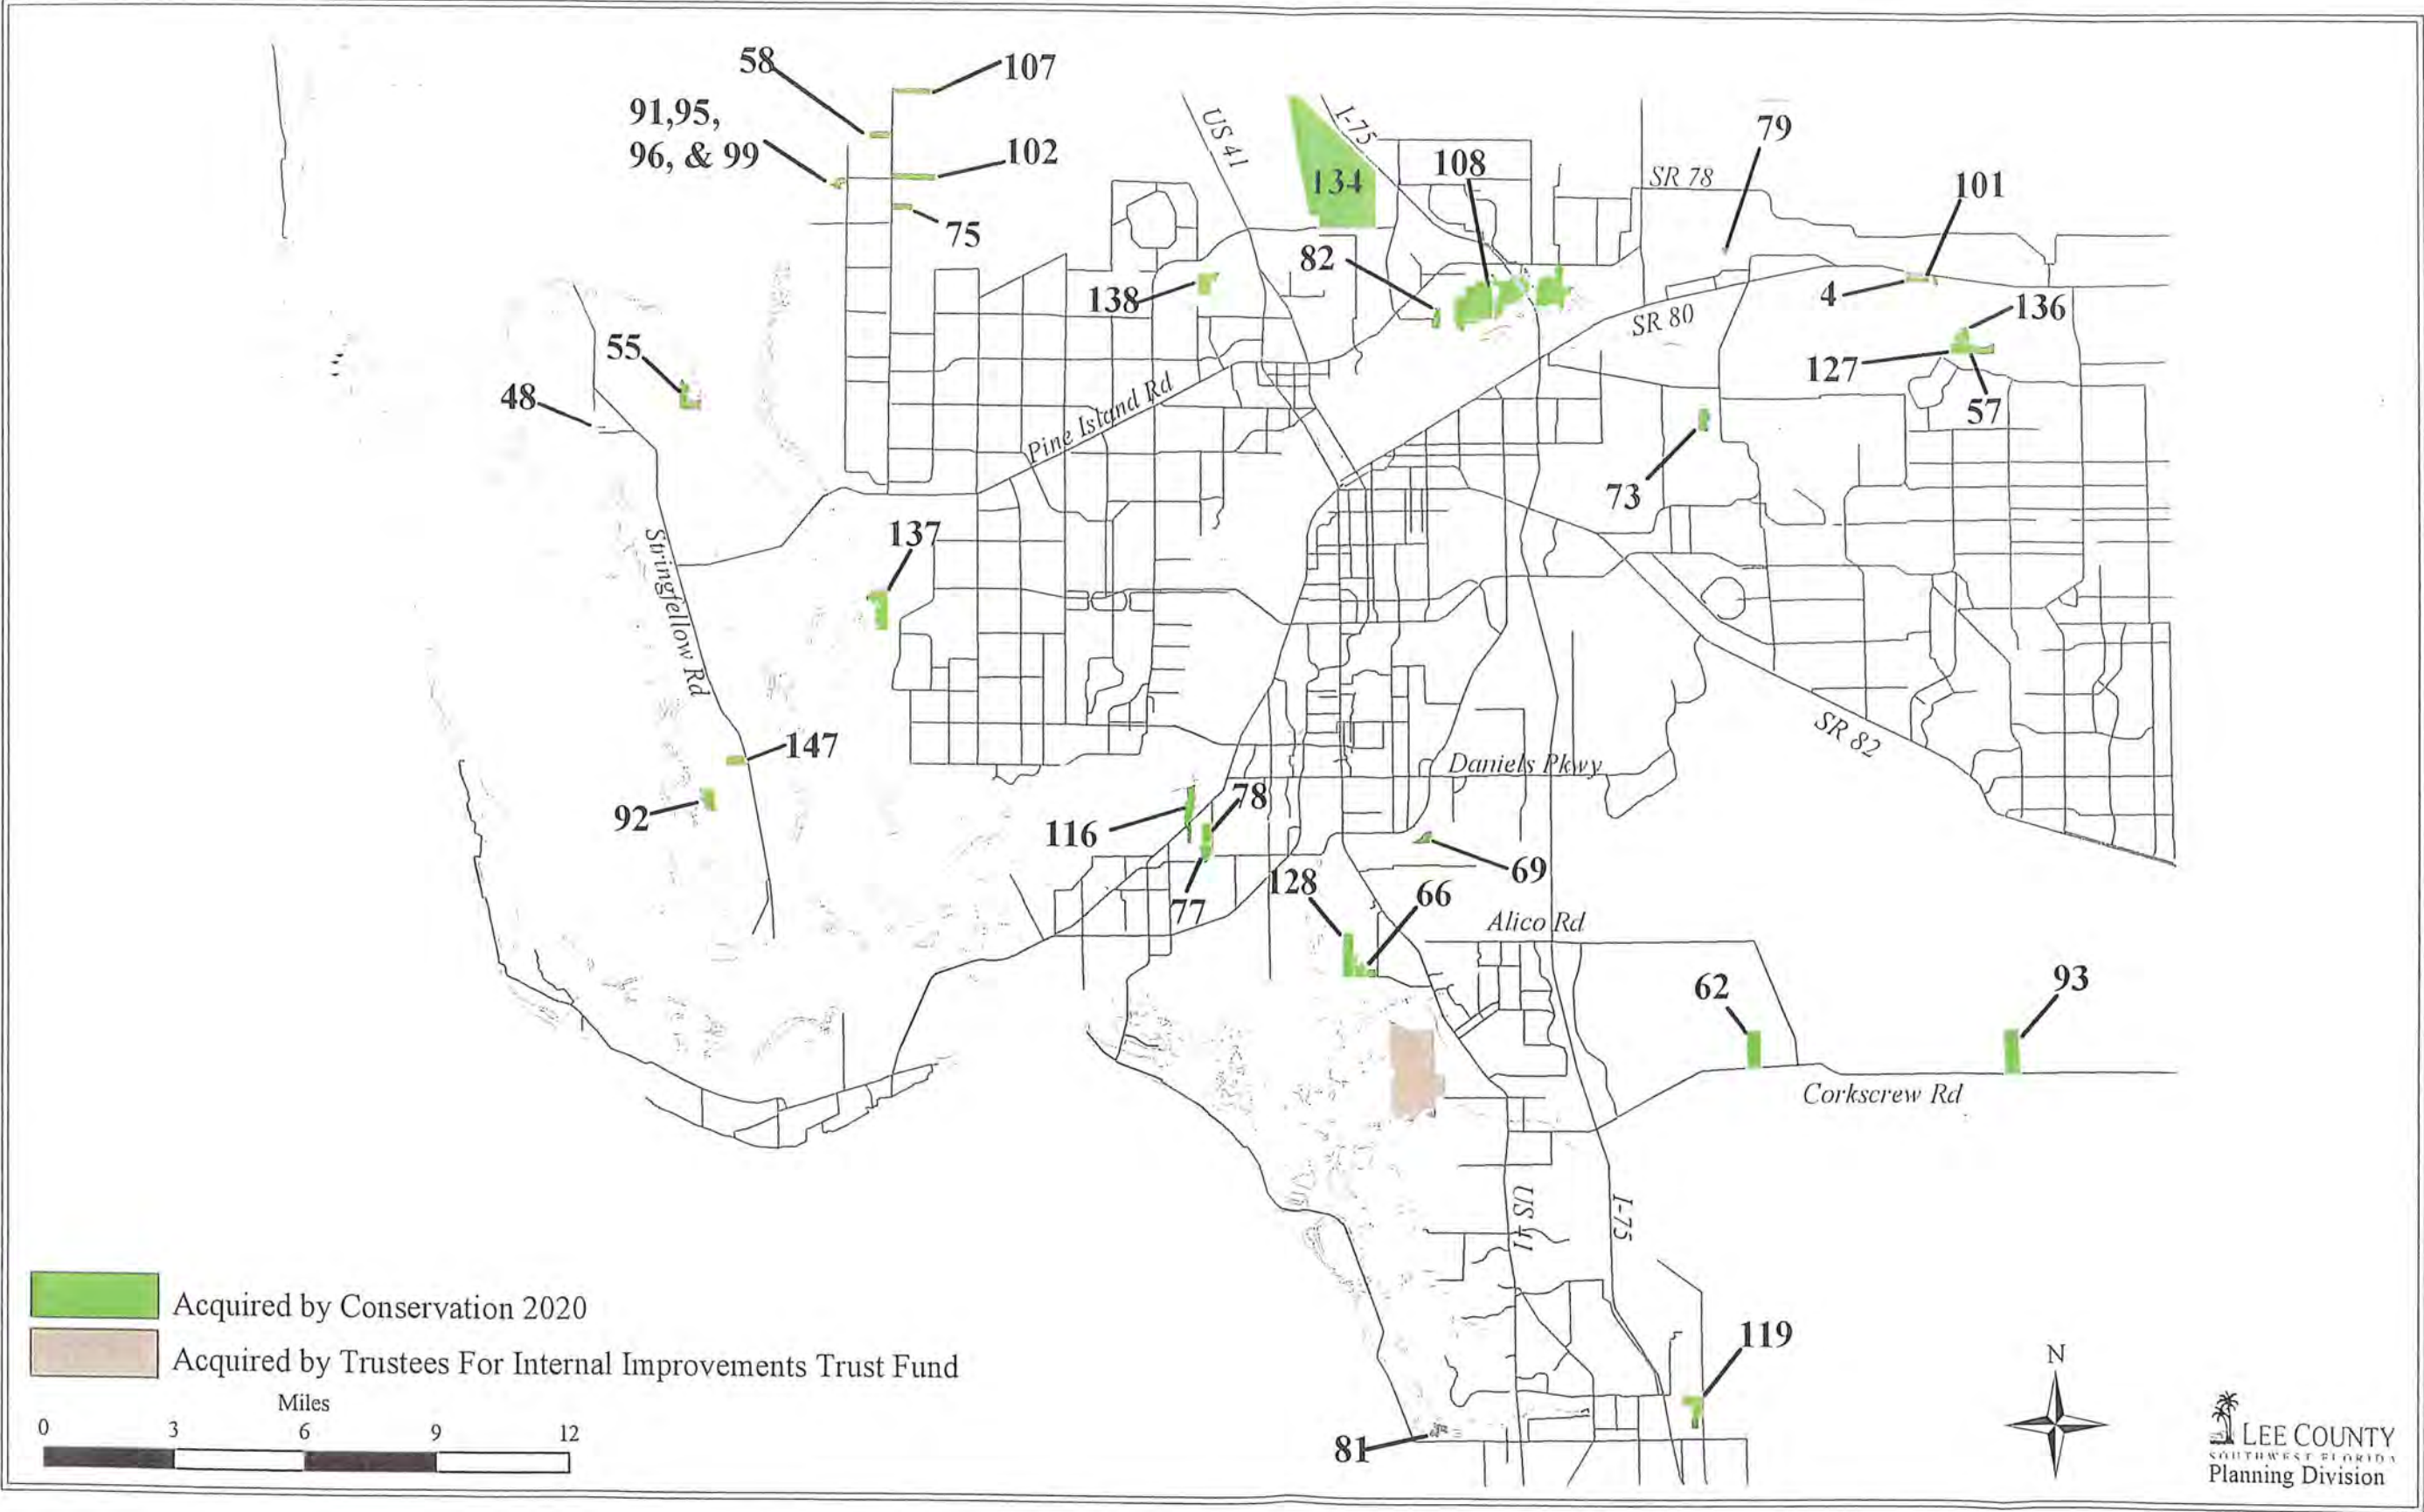 58
107
91,95,
96, & 99
102
75
US 41
I-75
134
108
79
SR 78
101
82
138
4
136
SR 80
127
57
55
48
Pine Island Rd
73
137
Stringfellow Rd
147
92
SR 82
Daniels Pkwy
78
116
69
77
128
66
Alico Rd
62
93
Corkscrew Rd
US 41
I-75
119
81
Acquired by Conservation 2020
Acquired by Trustees For Internal Improvements Trust Fund
Miles
0 3 6 9 12
N
LEE COUNTY
SOUTHWEST FLORIDA
Planning Division